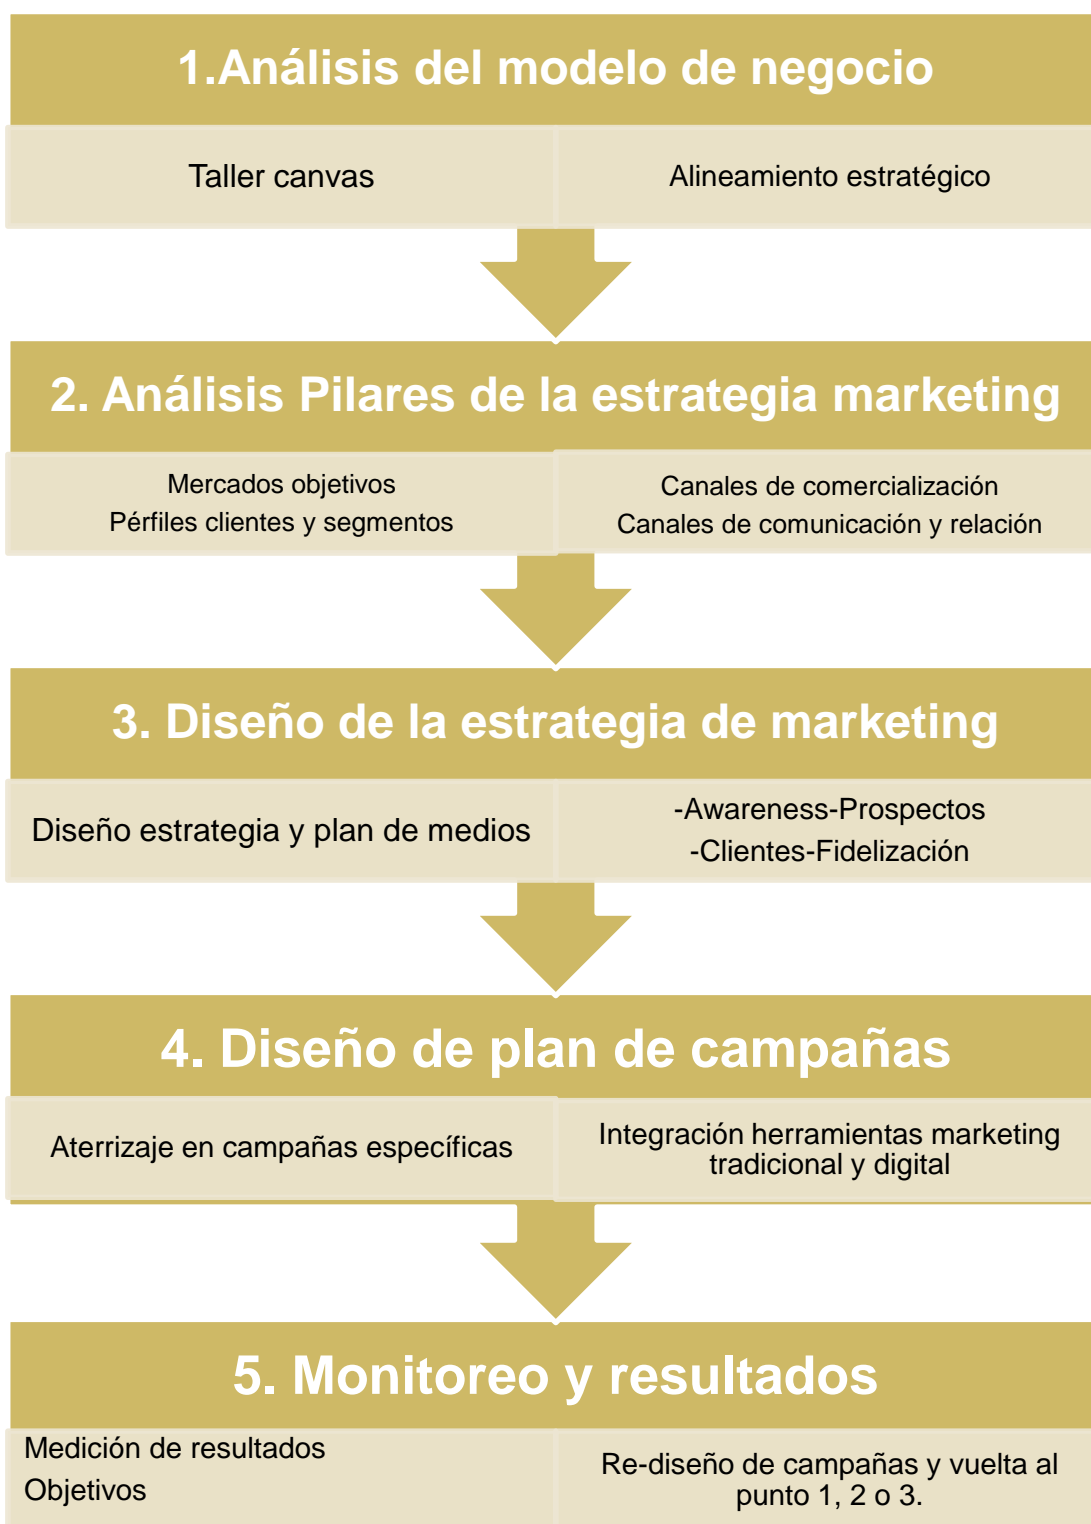 1.Análisis del modelo de negocio
Taller canvas
Alineamiento estratégico
2. Análisis Pilares de la estrategia marketing
Mercados objetivos
Pérfiles clientes y segmentos
Canales de comercialización
Canales de comunicación y relación
3. Diseño de la estrategia de marketing
Diseño estrategia y plan de medios
-Awareness-Prospectos
-Clientes-Fidelización
4. Diseño de plan de campañas
Aterrizaje en campañas específicas
Integración herramientas marketing
tradicional y digital
5. Monitoreo y resultados
Medición de resultados
Objetivos
Re-diseño de campañas y vuelta al
punto 1, 2 o 3.